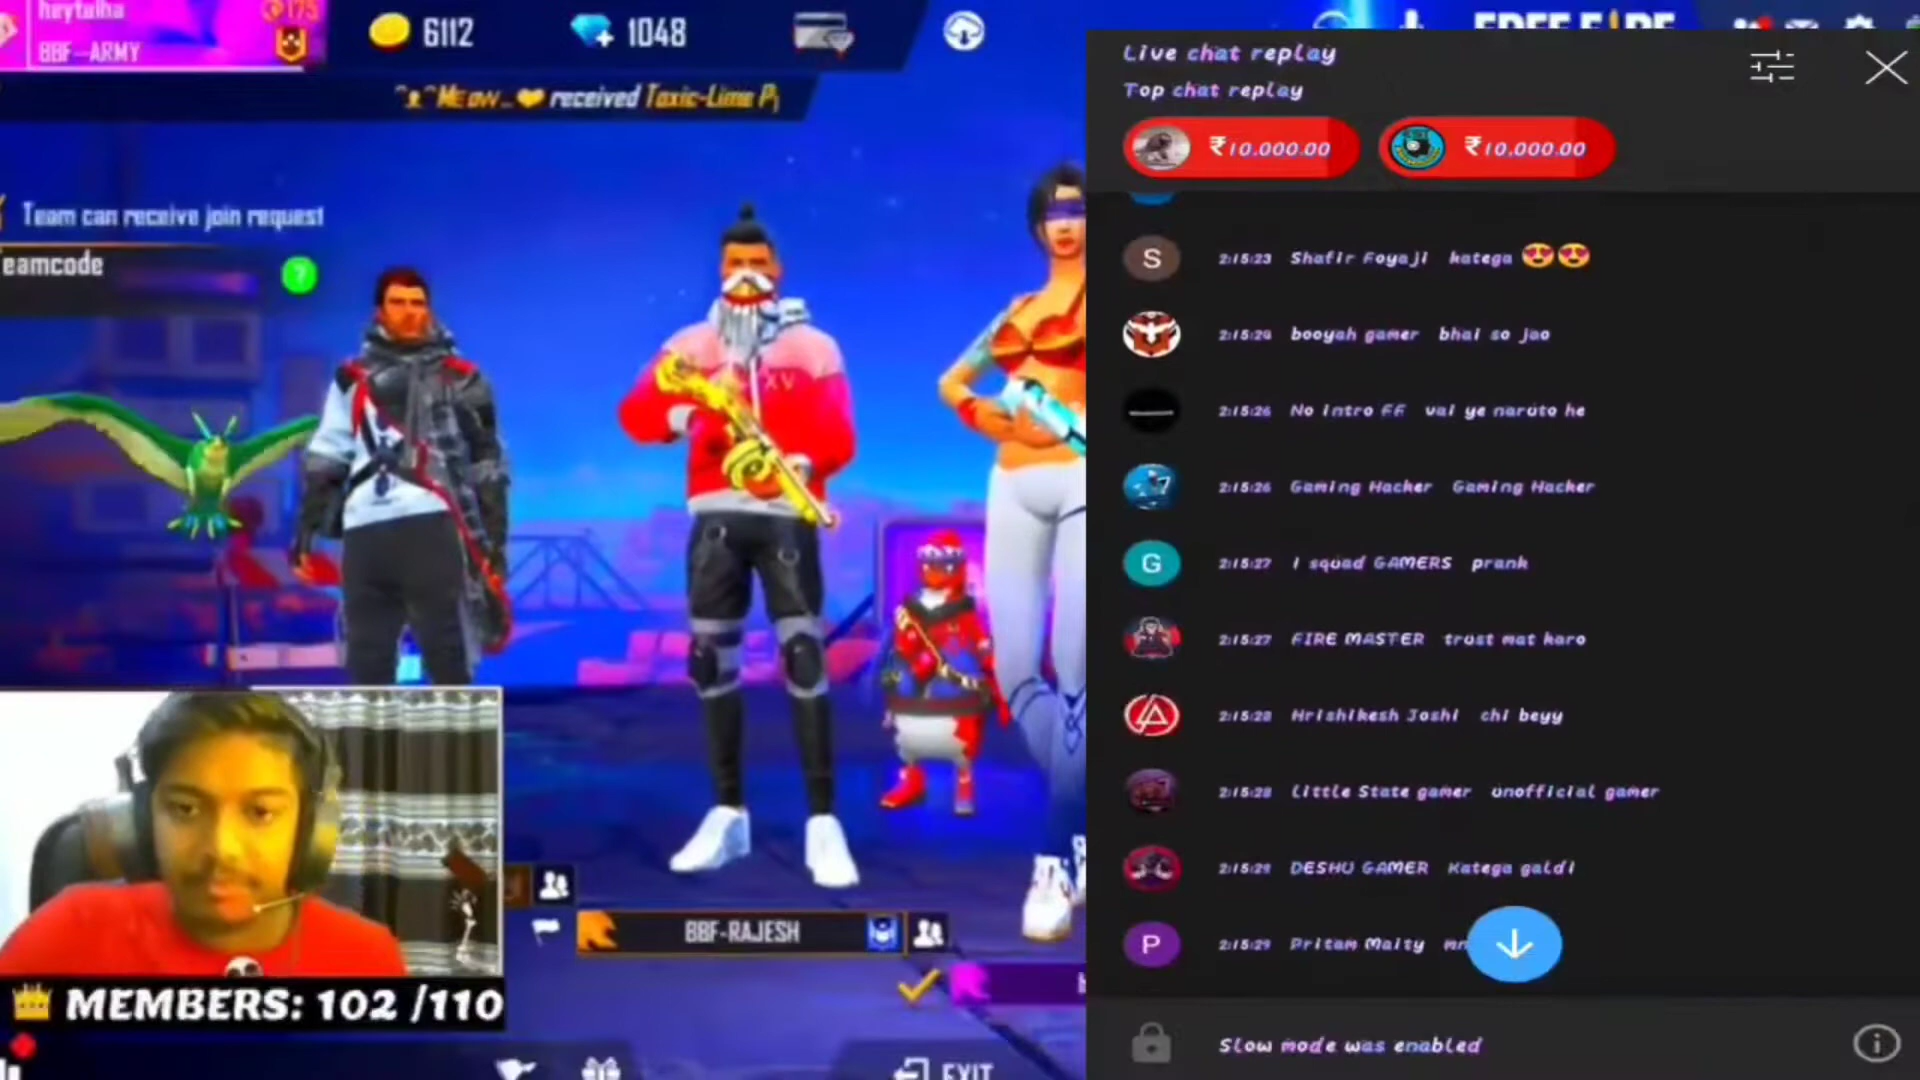 heytalha
175
BBF-ARMY
6112
1048
FREE FIRE
MEOW_ received Toxic-Lime P
Team can receive join request
eamcode
?
BBF-RAJESH
MEMBERS: 102 /110
EXIT
Live chat replay
Top chat replay
₹10,000.00
₹10,000.00
S 2:15:23 Shafir Foyaji katega 😍😍
2:15:24 booyah gamer bhai so jao
2:15:26 No intro FF vai ye naruto he
2:15:26 Gaming Hacker Gaming Hacker
G 2:15:27 1 squad GAMERS prank
2:15:27 FIRE MASTER trust mat karo
2:15:28 Hrishikesh Joshi chi beyy
2:15:28 little State gamer unofficial gamer
2:15:29 DESHU GAMER Katega galdi
P 2:15:29 Pritam Maity
Slow mode was enabled